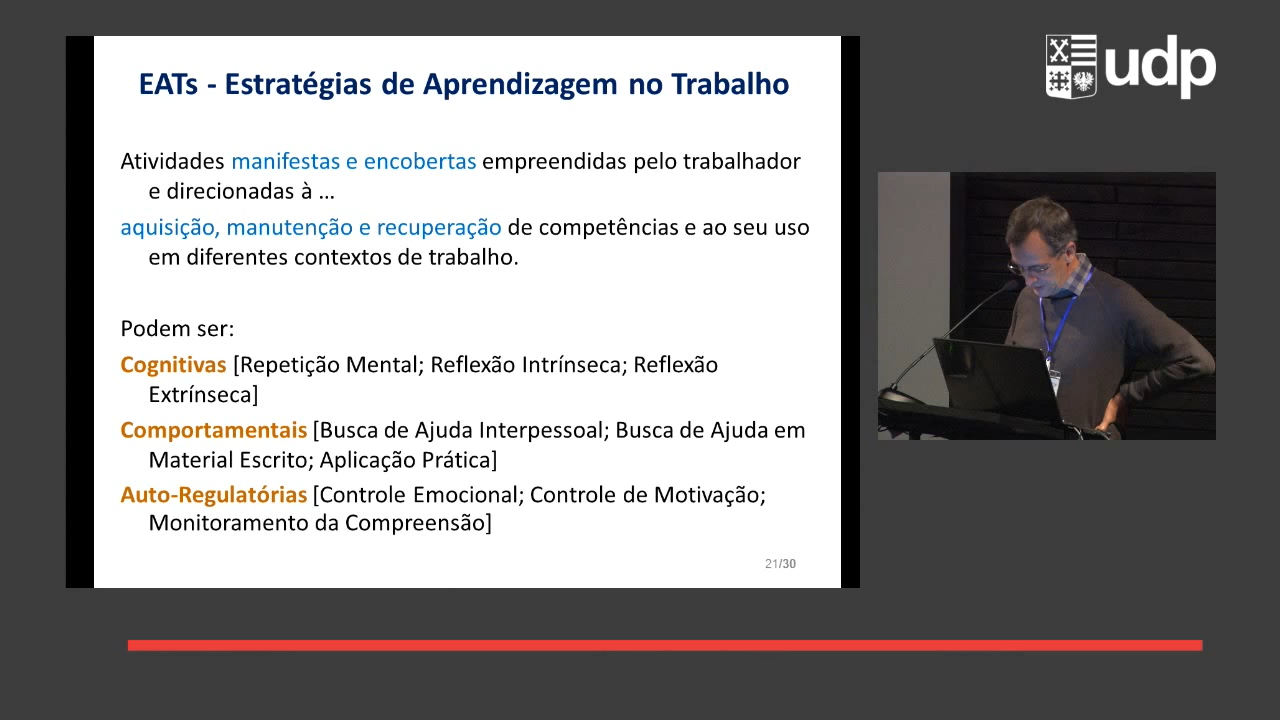 EATs - Estratégias de Aprendizagem no Trabalho
Atividades manifestas e encobertas empreendidas pelo trabalhador
e direcionadas à ...
aquisição, manutenção e recuperação de competências e ao seu uso
em diferentes contextos de trabalho.
Podem ser:
Cognitivas [Repetição Mental; Reflexão Intrínseca; Reflexão
Extrínseca]
Comportamentais [Busca de Ajuda Interpessoal; Busca de Ajuda em
Material Escrito; Aplicação Prática]
Auto-Regulatórias [Controle Emocional; Controle de Motivação;
Monitoramento da Compreensão]
21/30
udp